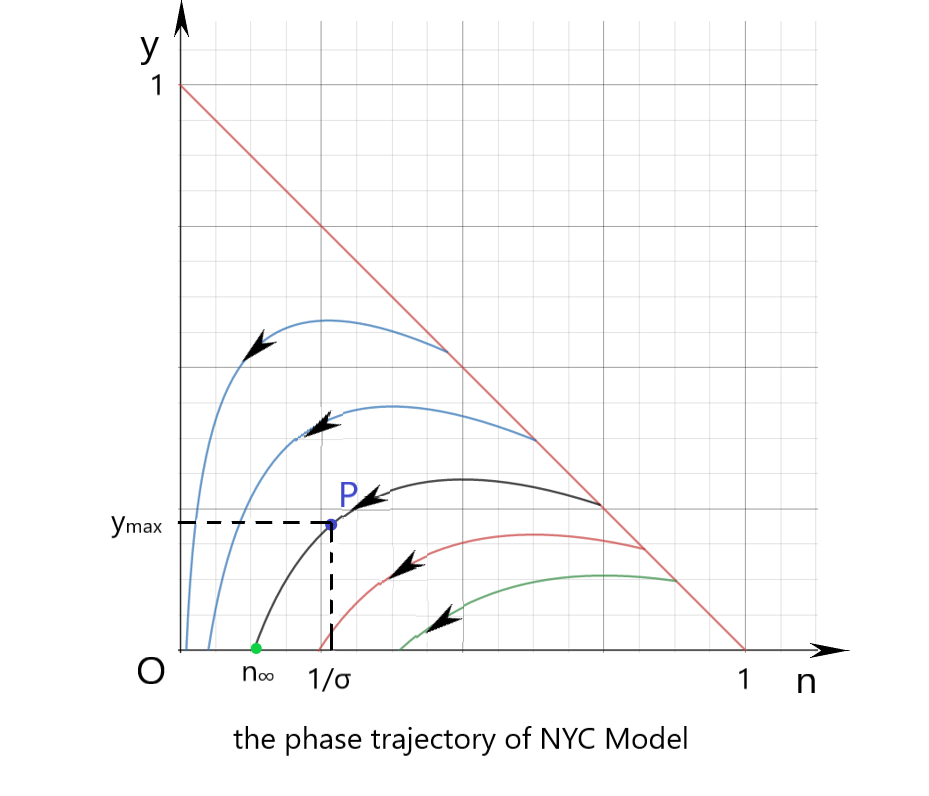 y
1
P
yₘₐₓ
O
n∞
1/σ
1
n
the phase trajectory of NYC Model